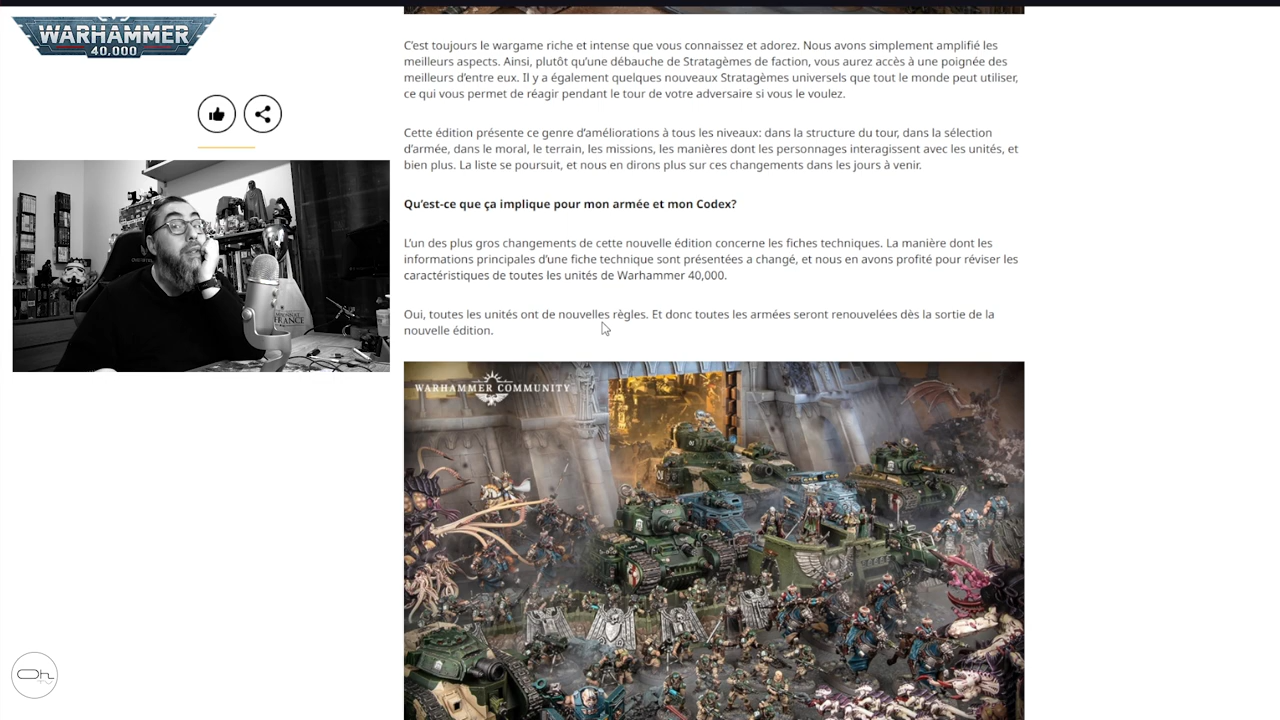 WARHAMMER
40,000
C'est toujours le wargame riche et intense que vous connaissez et adorez. Nous avons simplement amplifié les
meilleurs aspects. Ainsi, plutôt qu'une débauche de Stratagèmes de faction, vous aurez accès à une poignée des
meilleurs d'entre eux. Il y a également quelques nouveaux Stratagèmes universels que tout le monde peut utiliser,
ce qui vous permet de réagir pendant le tour de votre adversaire si vous le voulez.
Cette édition présente ce genre d'améliorations à tous les niveaux: dans la structure du tour, dans la sélection
d'armée, dans le moral, le terrain, les missions, les manières dont les personnages interagissent avec les unités, et
bien plus. La liste se poursuit, et nous en dirons plus sur ces changements dans les jours à venir.
Qu'est-ce que ça implique pour mon armée et mon Codex?
L'un des plus gros changements de cette nouvelle édition concerne les fiches techniques. La manière dont les
informations principales d'une fiche technique sont présentées a changé, et nous en avons profité pour réviser les
caractéristiques de toutes les unités de Warhammer 40,000.
Oui, toutes les unités ont de nouvelles règles. Et donc toutes les armées seront renouvelées dès la sortie de la
nouvelle édition.
WARHAMMER COMMUNITY
FRANCE
Oh